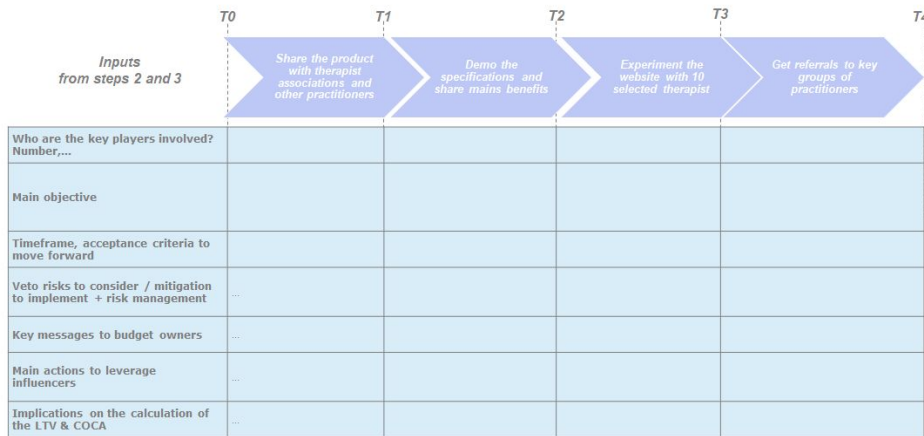 T0
T1
T2
T3
T4
Inputs
from steps 2 and 3
Share the product
with therapist
associations and
other practitioners
Demo the
specifications and
share mains benefits
Experiment the
website with 10
selected therapist
Get referrals to key
groups of
practitioners
Who are the key players involved?
Number,...
Main objective
Timeframe, acceptance criteria to
move forward
Veto risks to consider / mitigation
to implement + risk management
...
Key messages to budget owners
...
Main actions to leverage
influencers
...
Implications on the calculation of
the LTV & COCA
...